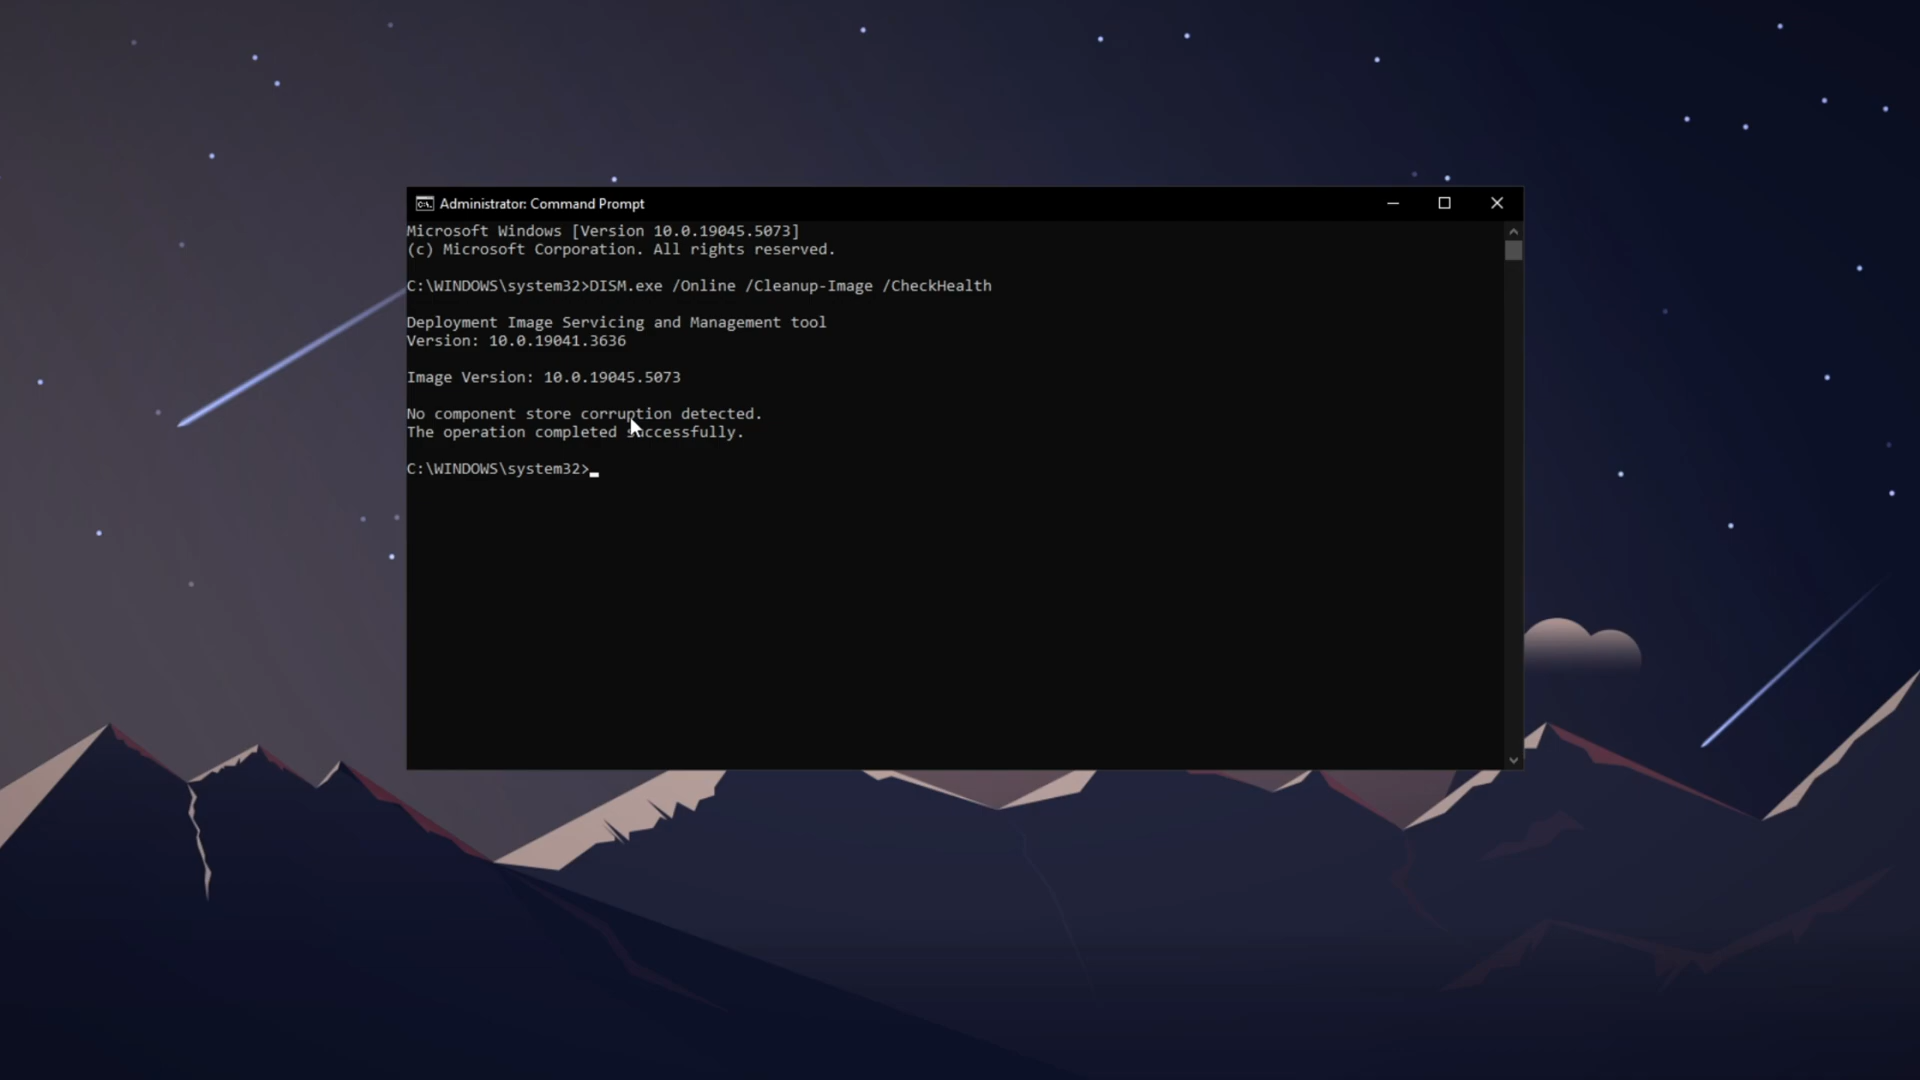 Administrator: Command Prompt
Microsoft Windows [Version 10.0.19045.5073]
(c) Microsoft Corporation. All rights reserved.
C:\WINDOWS\system32>DISM.exe /Online /Cleanup-Image /CheckHealth
Deployment Image Servicing and Management tool
Version: 10.0.19041.3636
Image Version: 10.0.19045.5073
No component store corruption detected.
The operation completed successfully.
C:\WINDOWS\system32>